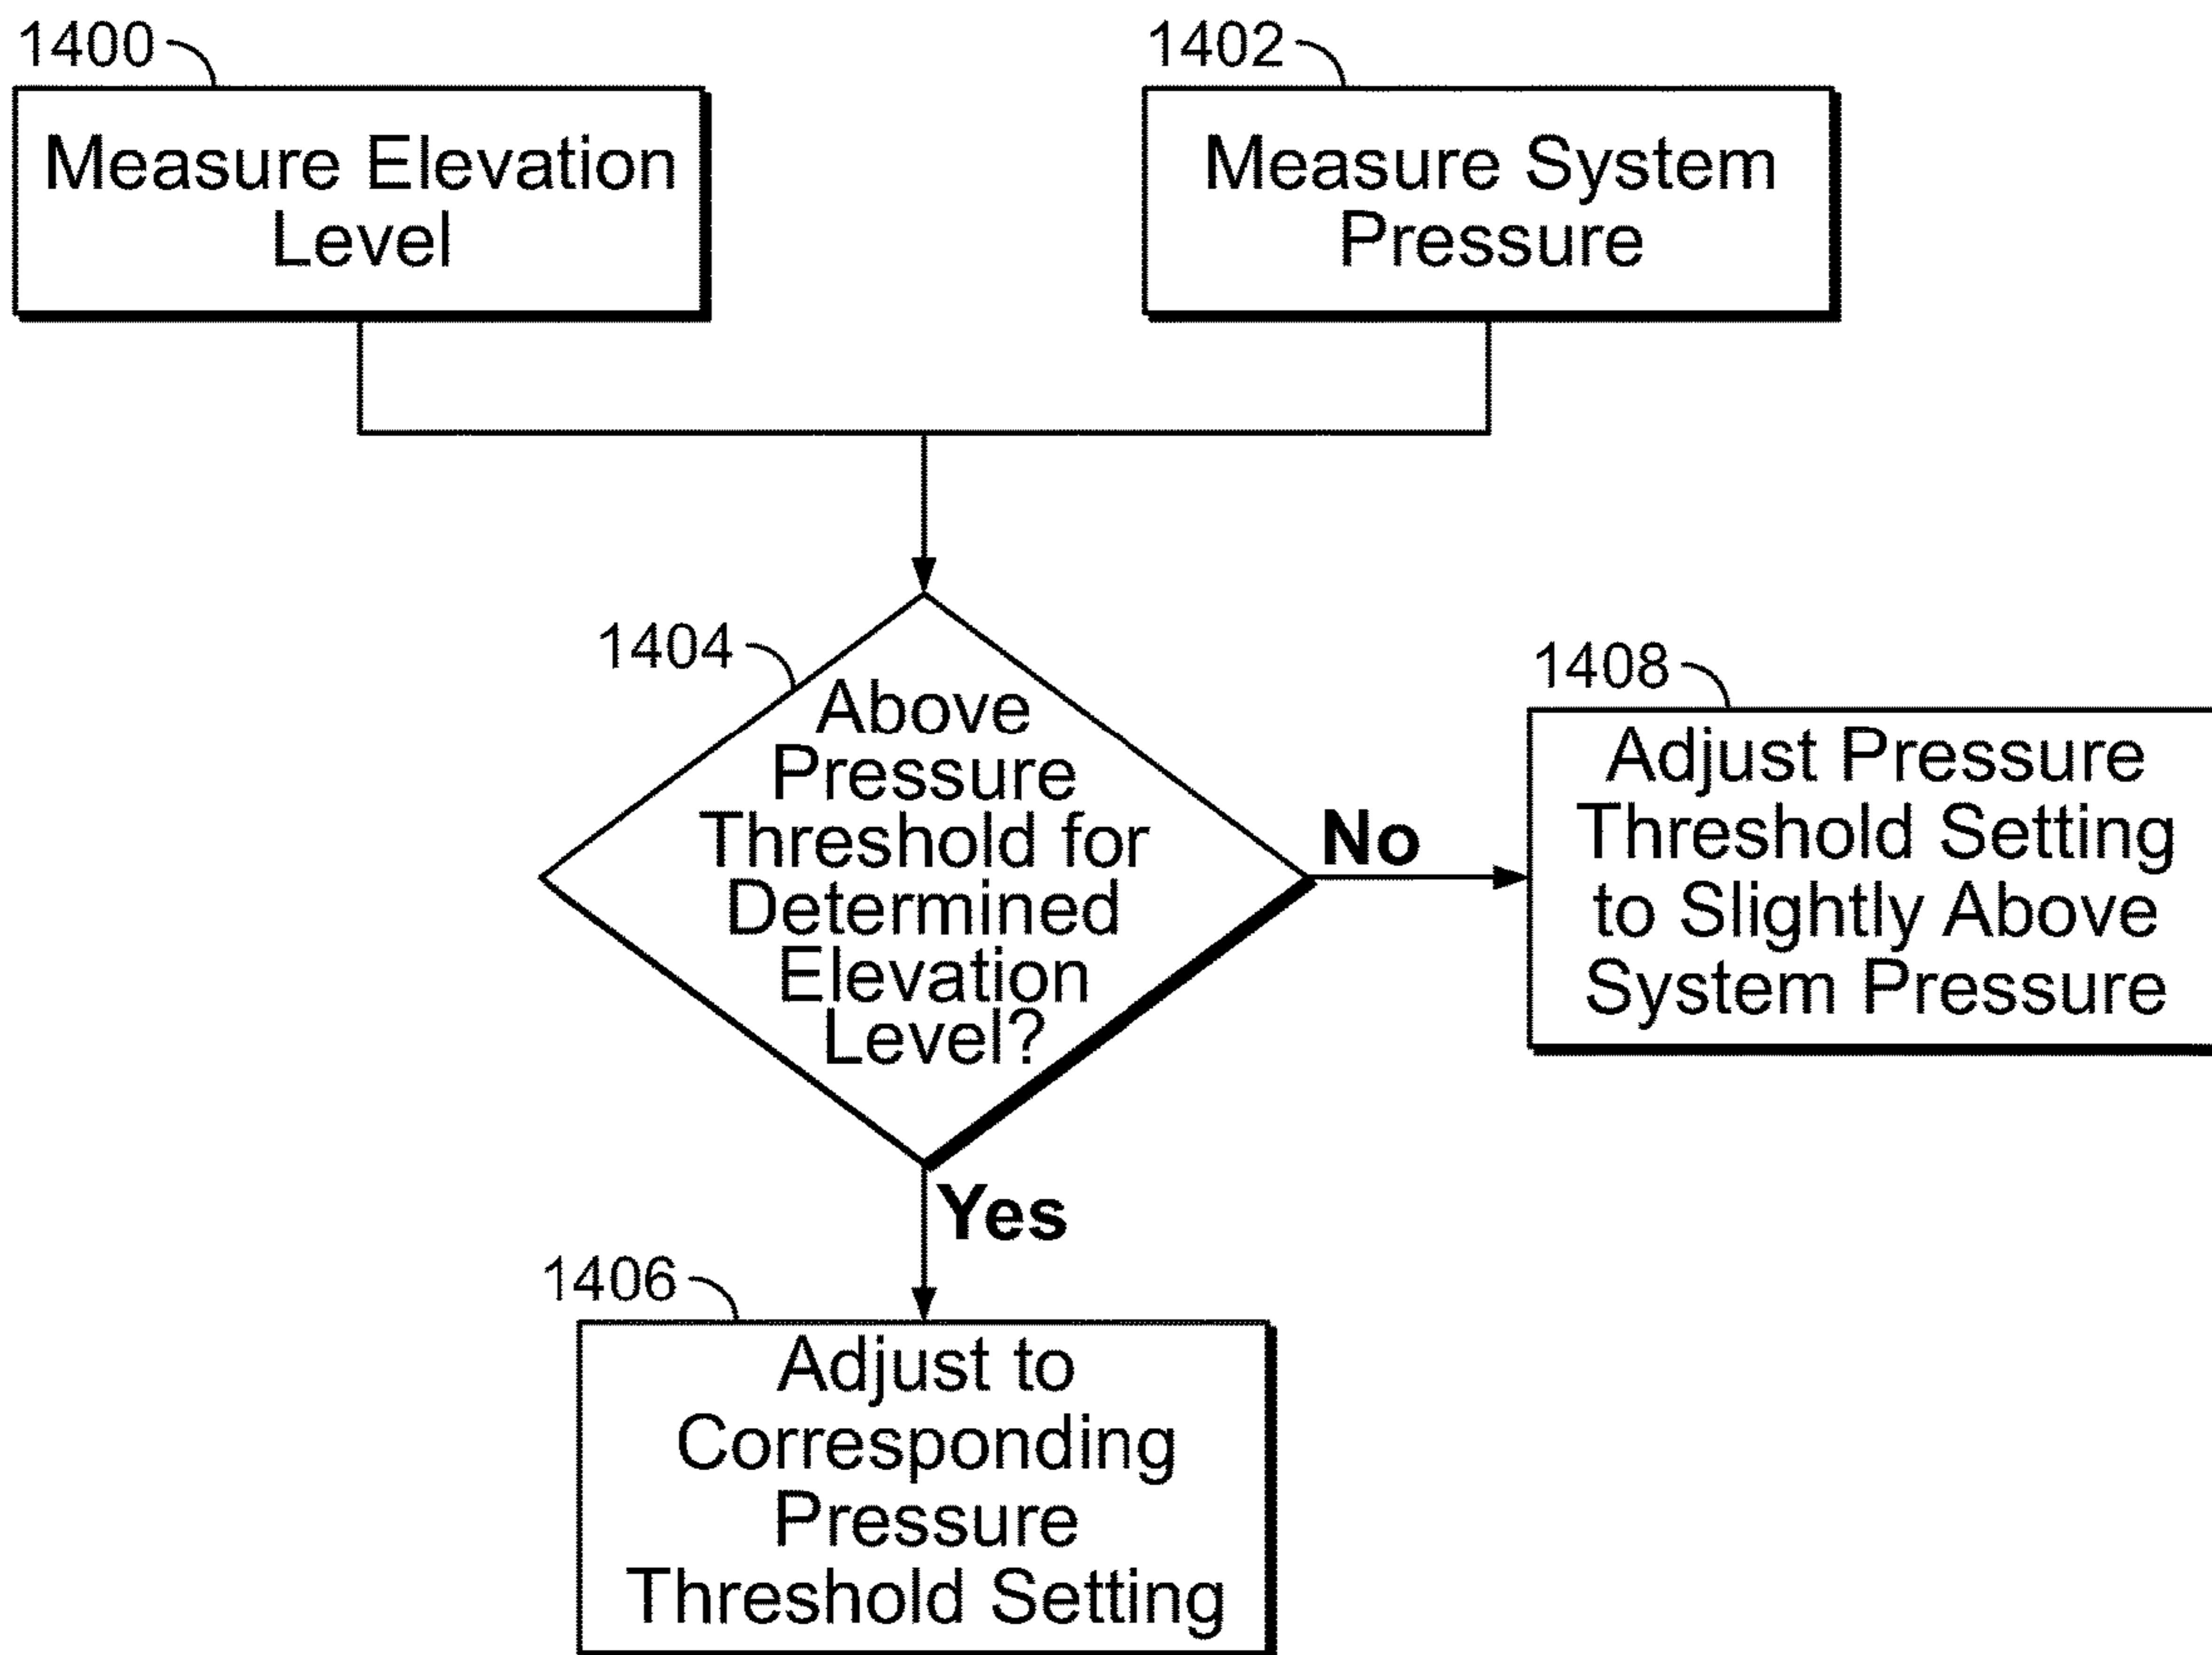 1400
Measure Elevation
Level
1402
Measure System
Pressure
1404
Above
Pressure
Threshold for
Determined
Elevation
Level?
No
1408
Adjust Pressure
Threshold Setting
to Slightly Above
System Pressure
Yes
1406
Adjust to
Corresponding
Pressure
Threshold Setting